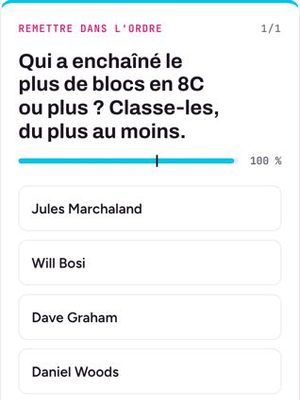 REMETTRE DANS L'ORDRE 1/1
Qui a enchaîné le
plus de blocs en 8C
ou plus ? Classe-les,
du plus au moins.
100 %
Jules Marchaland
Will Bosi
Dave Graham
Daniel Woods